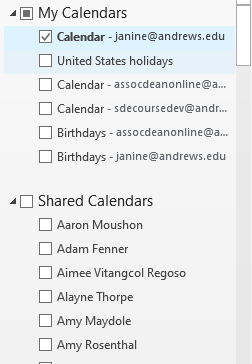 My Calendars
Calendar - janine@andrews.edu
United States holidays
Calendar - assocdeanonline@a...
Calendar - sdecoursedev@andr...
Birthdays - assocdeanonline@a...
Birthdays - janine@andrews.edu
Shared Calendars
Aaron Moushon
Adam Fenner
Aimee Vitangcol Regoso
Alayne Thorpe
Amy Maydole
Amy Rosenthal